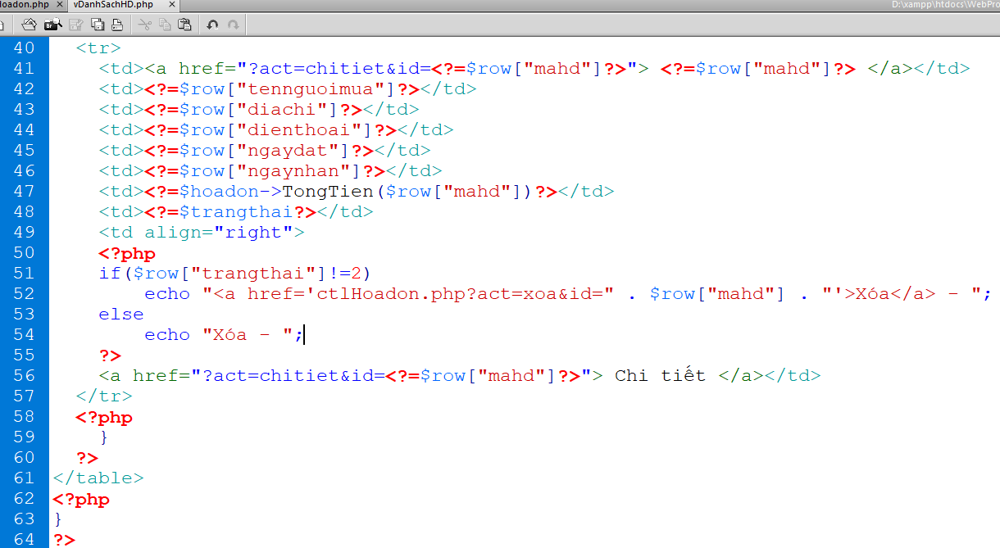 loadon.php × vDanhSachHD.php ×
D:\xampp\htdocs\WebPro
Br
40 <tr>
41 <td><a href="?act=chitiet&id=<?=$row["mahd"]?>"> <?=$row["mahd"]?> </a></td>
42 <td><?=$row["tennguoimua"]?></td>
43 <td><?=$row["diachi"]?></td>
44 <td><?=$row["dienthoai"]?></td>
45 <td><?=$row["ngaydat"]?></td>
46 <td><?=$row["ngaynhan"]?></td>
47 <td><?=$hoadon->TongTien($row["mahd"])?></td>
48 <td><?=$trangthai?></td>
49 <td align="right">
50 <?php
51 if($row["trangthai"]!=2)
52 echo "<a href='ctlHoadon.php?act=xoa&id=" . $row["mahd"] . "'>Xóa</a> - ";
53 else
54 echo "Xóa - ";
55 ?>
56 <a href="?act=chitiet&id=<?=$row["mahd"]?>"> Chi tiết </a></td>
57 </tr>
58 <?php
59 }
60 ?>
61 </table>
62 <?php
63 }
64 ?>